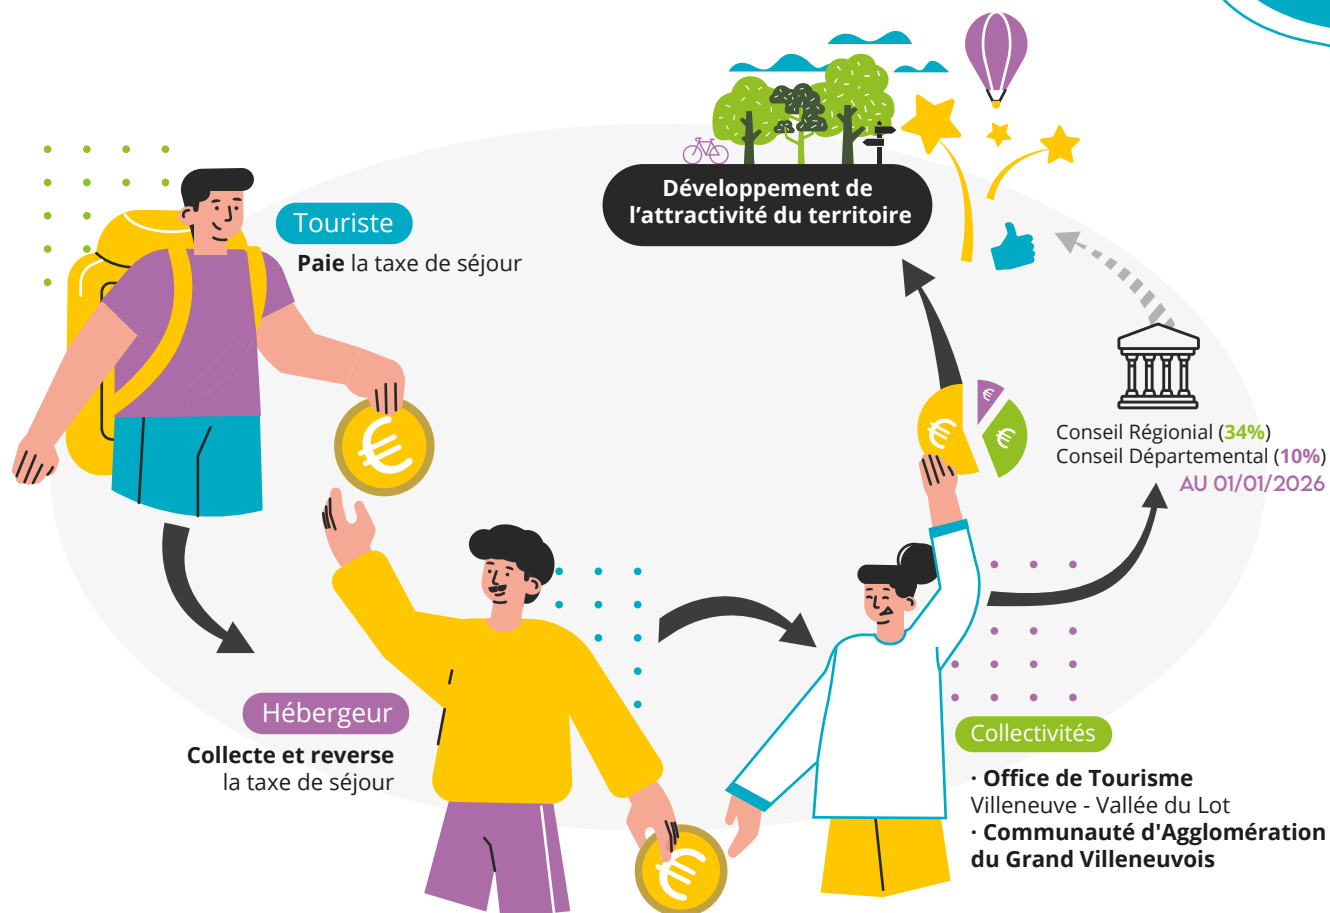 Développement de
l'attractivité du territoire
Touriste
Paie la taxe de séjour
€
€
€
€
Conseil Régionial (34%)
Conseil Départemental (10%)
AU 01/01/2026
Hébergeur
Collecte et reverse
la taxe de séjour
Collectivités
· Office de Tourisme
Villeneuve - Vallée du Lot
· Communauté d'Agglomération
du Grand Villeneuvois
€